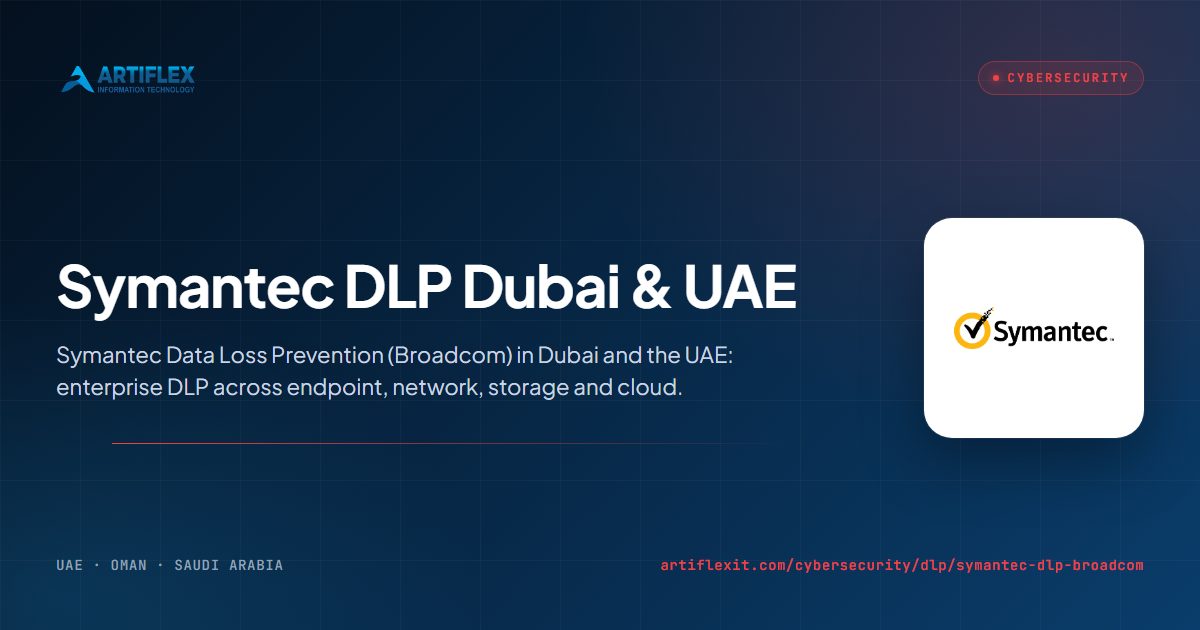 ARTIFLEX
INFORMATION TECHNOLOGY
CYBERSECURITY
Symantec DLP Dubai & UAE
Symantec Data Loss Prevention (Broadcom) in Dubai and the UAE:
enterprise DLP across endpoint, network, storage and cloud.
Symantec™
UAE · OMAN · SAUDI ARABIA
artiflexit.com/cybersecurity/dlp/symantec-dlp-broadcom